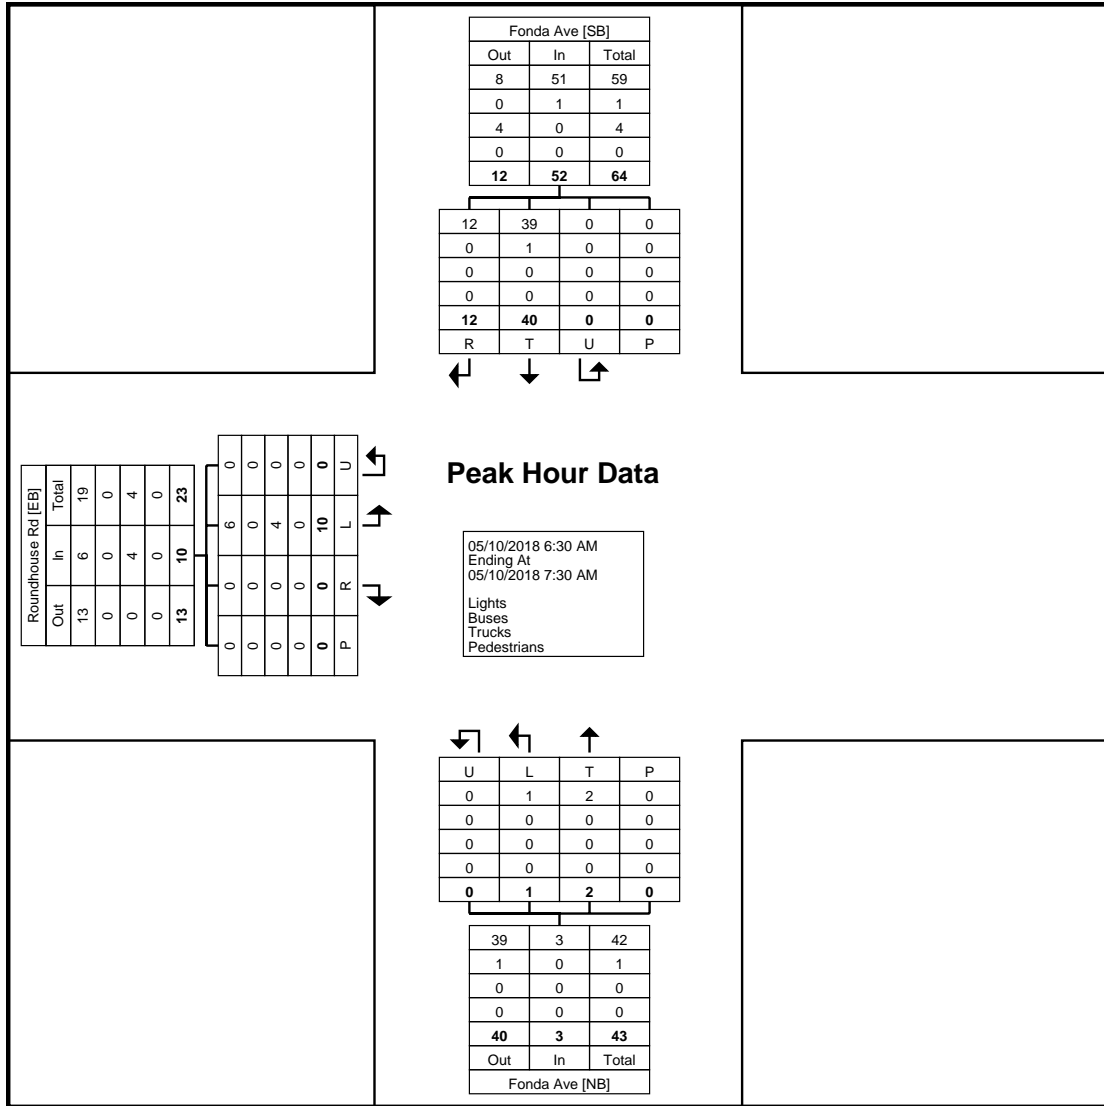 Fonda Ave [SB]
Out In Total
8 51 59
0 1 1
4 0 4
0 0 0
12 52 64
12 39 0 0
0 1 0 0
0 0 0 0
0 0 0 0
12 40 0 0
R T U P
Roundhouse Rd [EB]
Out In Total
13 6 19
0 0 0
0 4 4
0 0 0
13 10 23
0 0 6 0
0 0 0 0
0 0 4 0
0 0 0 0
0 0 10 0
P R L U
Peak Hour Data
05/10/2018 6:30 AM
Ending At
05/10/2018 7:30 AM
Lights
Buses
Trucks
Pedestrians
U L T P
0 1 2 0
0 0 0 0
0 0 0 0
0 0 0 0
0 1 2 0
39 3 42
1 0 1
0 0 0
0 0 0
40 3 43
Out In Total
Fonda Ave [NB]